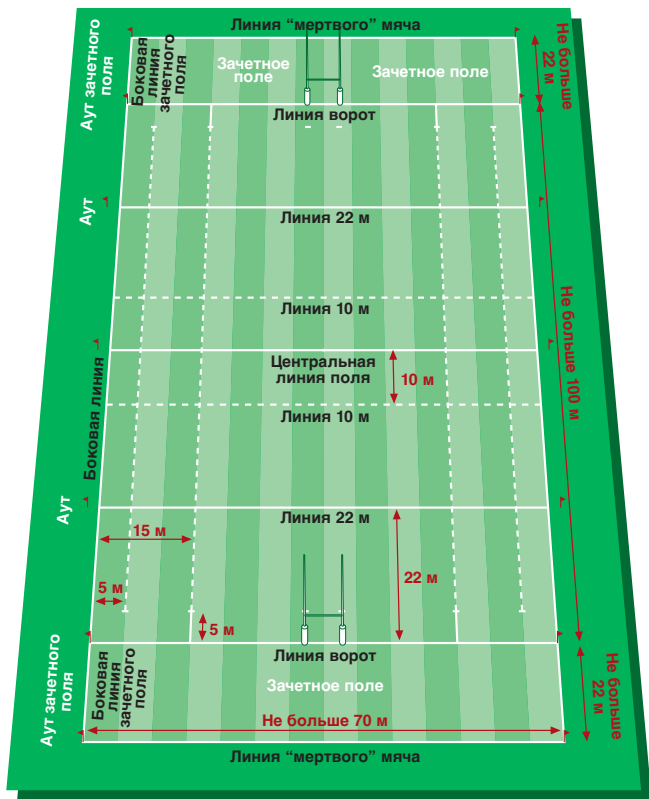 Линия “мертвого” мяча
Аут зачетного
поля
Боковая
линия
зачетного
поля
Зачетное
поле
Зачетное поле
Не больше
22 м
Линия ворот
Аут
Линия 22 м
Линия 10 м
Центральная
линия поля
10 м
Не больше 100 м
Боковая линия
Линия 10 м
Аут
Линия 22 м
15 м
22 м
5 м
5 м
Линия ворот
Аут зачетного
поля
Боковая
линия
зачетного
поля
Зачетное поле
Не больше
22 м
Не больше 70 м
Линия “мертвого” мяча